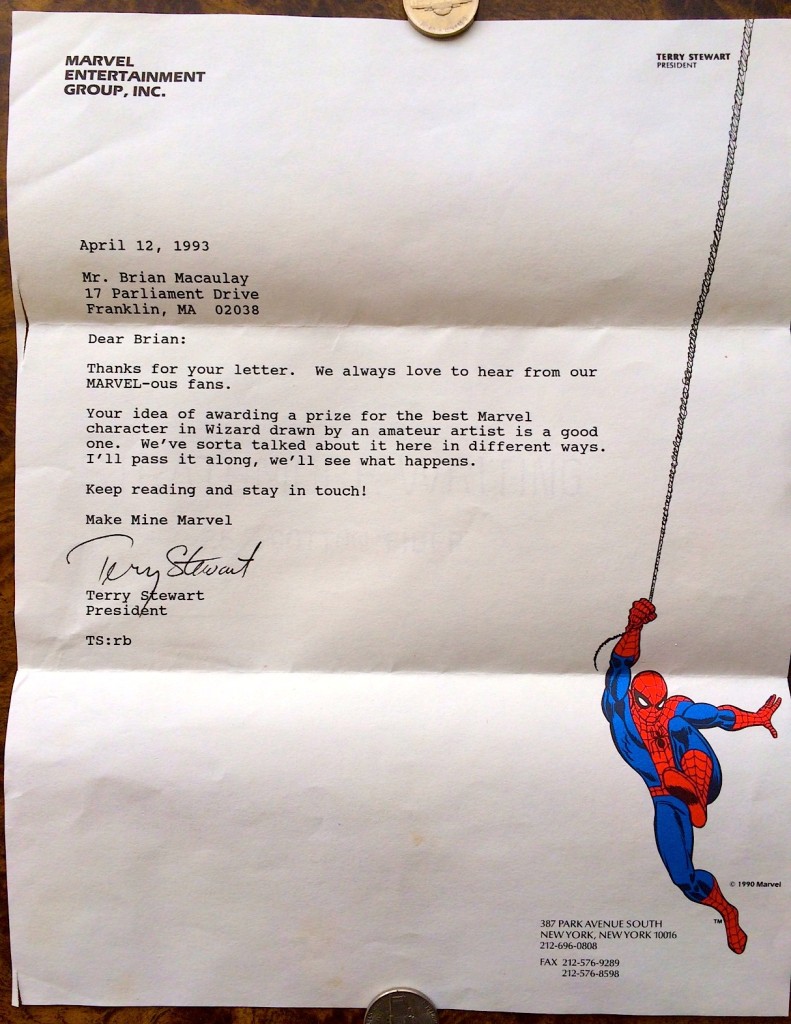 MARVEL
ENTERTAINMENT
GROUP, INC.
TERRY STEWART
PRESIDENT
April 12, 1993
Mr. Brian Macaulay
17 Parliament Drive
Franklin, MA 02038
Dear Brian:
Thanks for your letter. We always love to hear from our
MARVEL-ous fans.
Your idea of awarding a prize for the best Marvel
character in Wizard drawn by an amateur artist is a good
one. We've sorta talked about it here in different ways.
I'll pass it along, we'll see what happens.
Keep reading and stay in touch!
Make Mine Marvel
Terry Stewart
Terry Stewart
President
TS:rb
© 1990 Marvel
TM
387 PARK AVENUE SOUTH
NEW YORK, NEW YORK 10016
212-696-0808
FAX 212-576-9289
212-576-8598